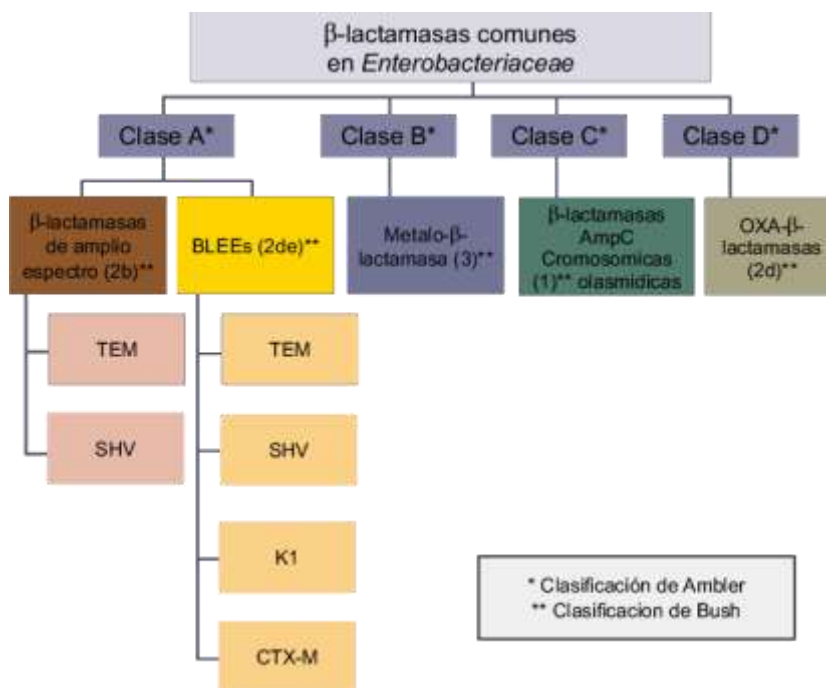 β-lactamasas comunes
en Enterobacteriaceae
Clase A*
Clase B*
Clase C*
Clase D*
β-lactamasas
de amplio
espectro (2b)**
BLEEs (2de)**
Metalo-β-
lactamasa (3)**
β-lactamasas
AmpC
Cromosomicas
(1)** olasmídicas
OXA-β-
lactamasas
(2d)**
TEM
SHV
TEM
SHV
K1
CTX-M
* Clasificación de Ambler
** Clasificacion de Bush